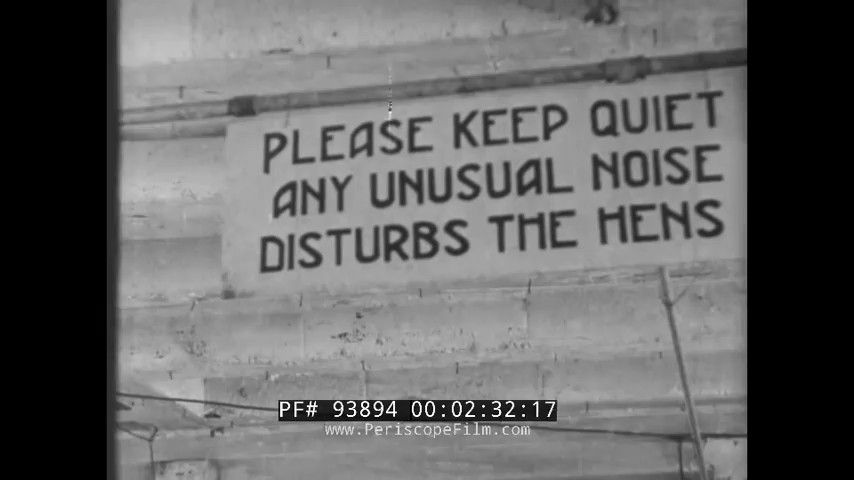 PLEASE KEEP QUIET
ANY UNUSUAL NOISE
DISTURBS THE HENS
PF# 93894 00:02:32:17
www.PeriscopeFilm.com